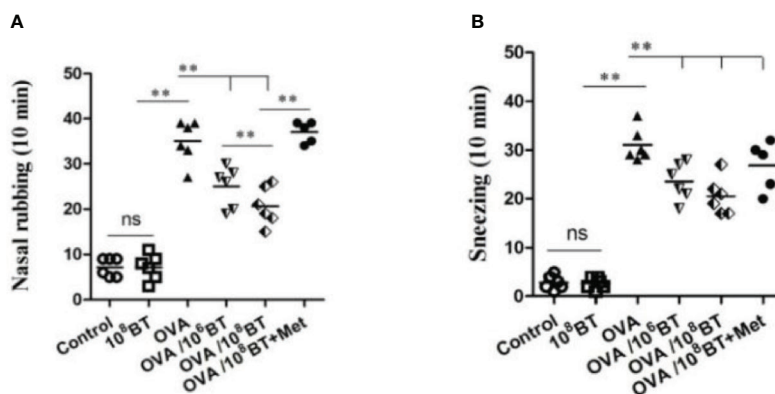 A
Nasal rubbing (10 min)
50
40
30
20
10
0
**
**
**
**
ns
Control
10⁸BT
OVA
OVA /10⁶BT
OVA /10⁸BT
OVA /10⁸BT+Met
B
Sneezing (10 min)
50
40
30
20
10
0
**
**
ns
Control
10⁸BT
OVA
OVA /10⁶BT
OVA /10⁸BT
OVA /10⁸BT+Met